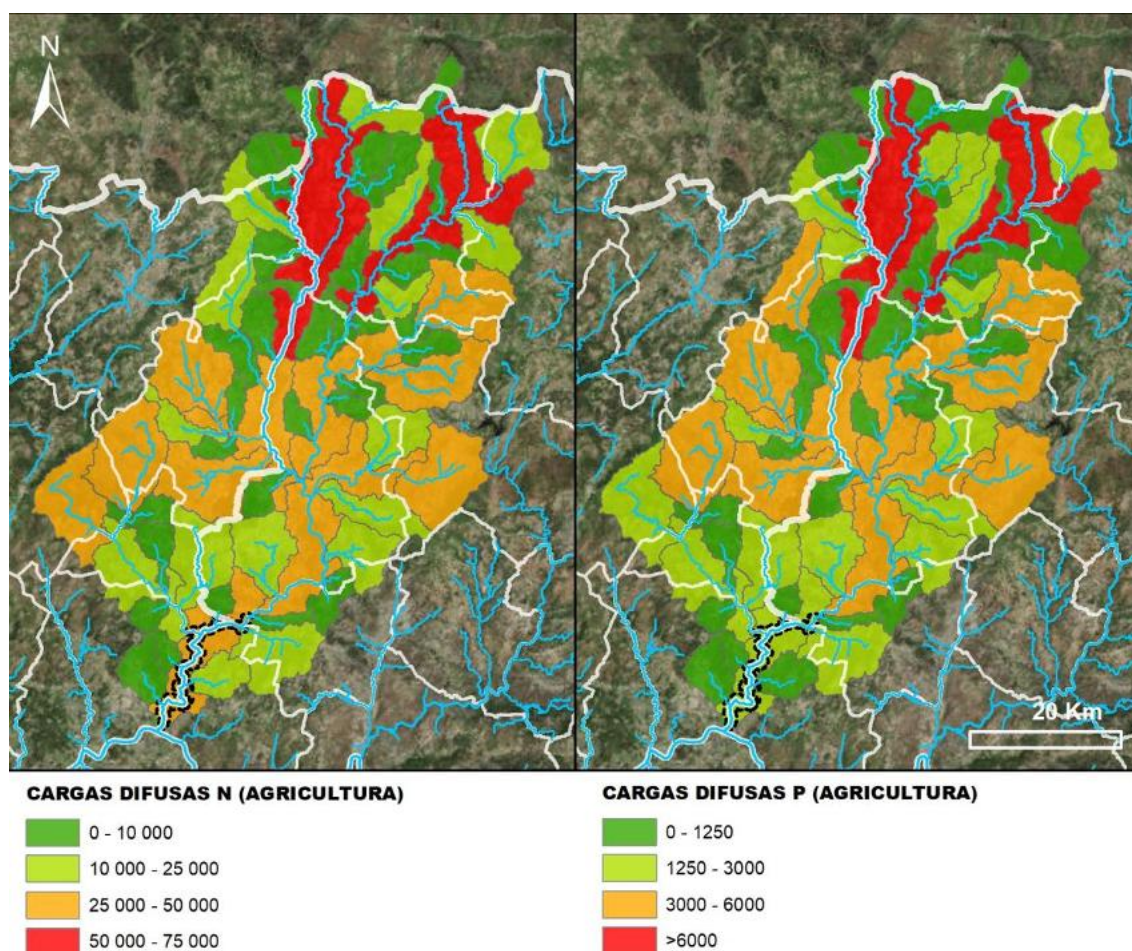 N
20 Km
CARGAS DIFUSAS N (AGRICULTURA)
0 - 10 000
10 000 - 25 000
25 000 - 50 000
50 000 - 75 000
CARGAS DIFUSAS P (AGRICULTURA)
0 - 1250
1250 - 3000
3000 - 6000
>6000